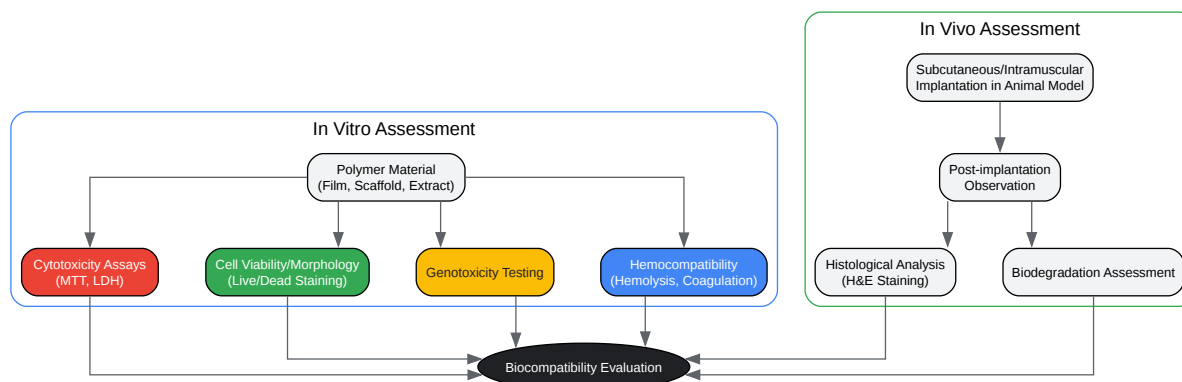 In Vivo Assessment
Subcutaneous/Intramuscular
Implantation in Animal Model
In Vitro Assessment
Polymer Material
(Film, Scaffold, Extract)
Post-implantation
Observation
Cytotoxicity Assays
(MTT, LDH)
Cell Viability/Morphology
(Live/Dead Staining)
Genotoxicity Testing
Hemocompatibility
(Hemolysis, Coagulation)
Histological Analysis
(H&E Staining)
Biodegradation Assessment
Biocompatibility Evaluation